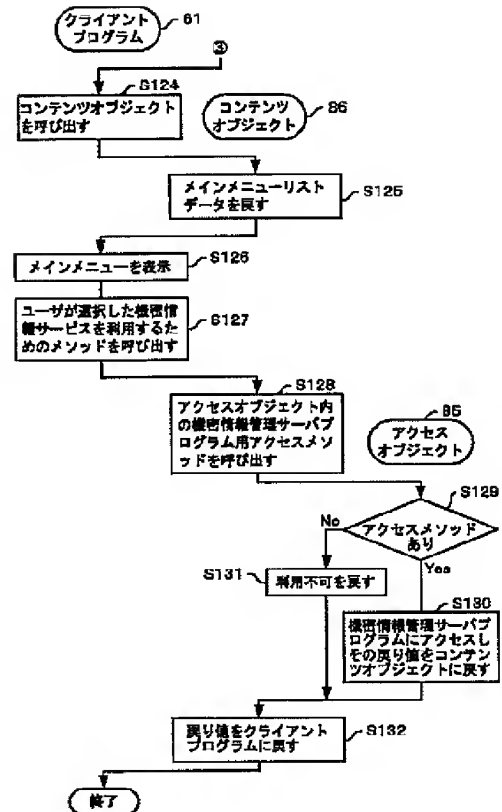 クライアント
プログラム
61
③
S124
コンテンツオブジェクト
を呼び出す
コンテンツ
オブジェクト
86
メインメニューリスト
データを戻す
S125
メインメニューを表示
S126
ユーザが選択した機密情
報サービスを利用するた
めのメソッドを呼び出す
S127
S128
アクセスオブジェクト内
の機密情報管理サーバプ
ログラム用アクセスメソ
ッドを呼び出す
85
アクセス
オブジェクト
S129
アクセスメソッド
あり
No
Yes
S131
利用不可を戻す
S130
機密情報管理サーバプ
ログラムにアクセスし
その戻り値をコンテン
ツオブジェクトに戻す
戻り値をクライアント
プログラムに戻す
S132
終了